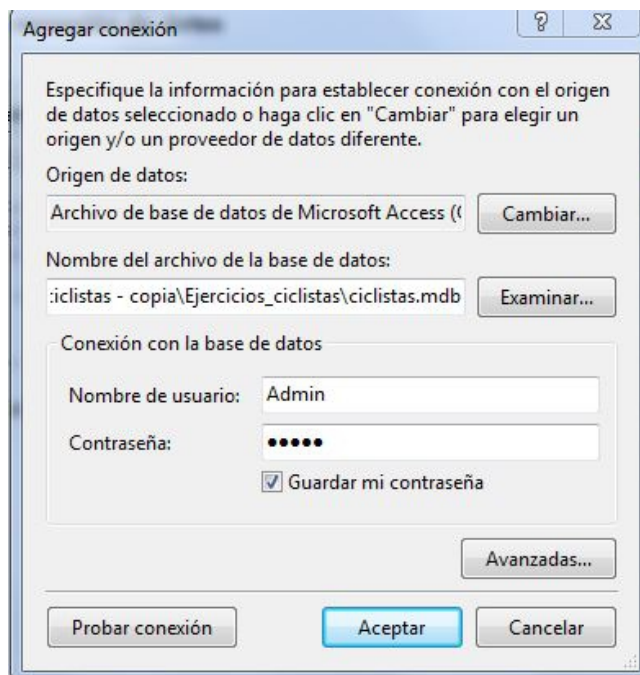 Agregar conexión
Especifique la información para establecer conexión con el origen
de datos seleccionado o haga clic en "Cambiar" para elegir un
origen y/o un proveedor de datos diferente.
Origen de datos:
Archivo de base de datos de Microsoft Access (
Cambiar...
Nombre del archivo de la base de datos:
:iclistas - copia\Ejercicios_ciclistas\ciclistas.mdb
Examinar...
Conexión con la base de datos
Nombre de usuario: Admin
Contraseña: ●●●●●
Guardar mi contraseña
Avanzadas...
Probar conexión Aceptar Cancelar